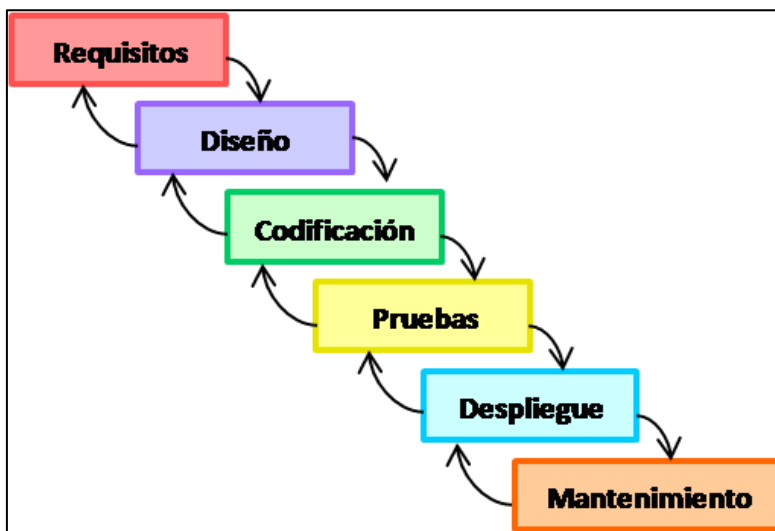 Requisitos
Diseño
Codificación
Pruebas
Despliegue
Mantenimiento